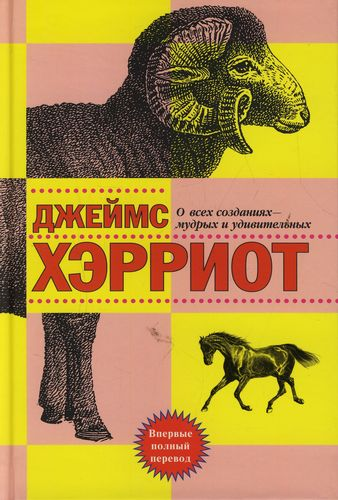 ДЖЕЙМС
О всех созданиях—
мудрых и удивительных
ХЭРРИОТ
Впервые
полный
перевод